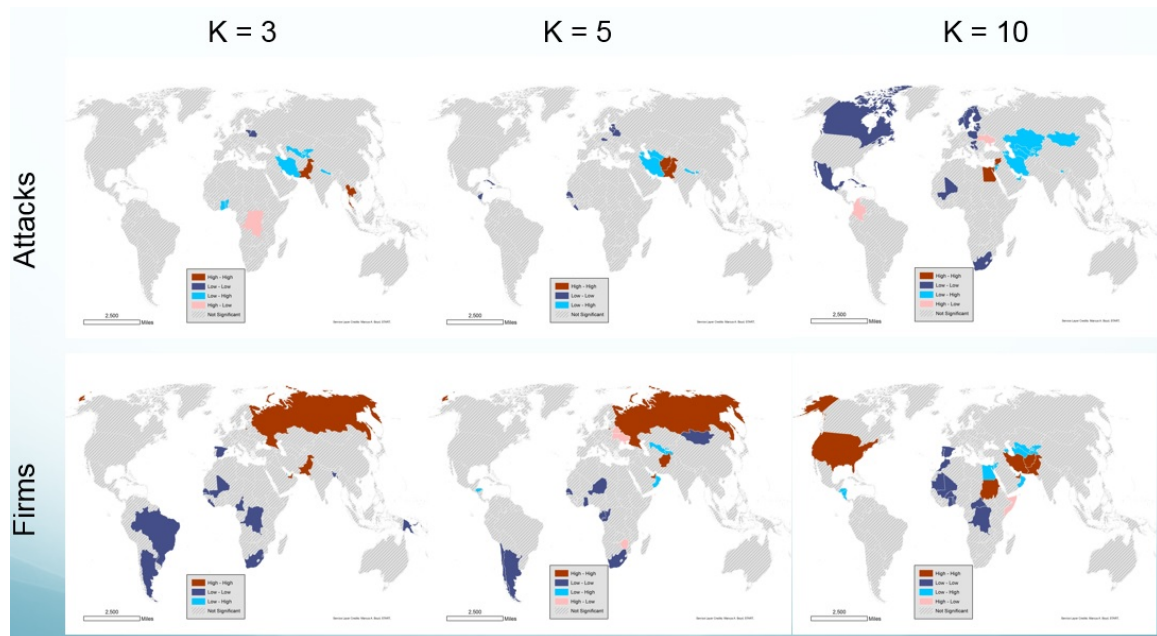 K = 3
K = 5
K = 10
Attacks
High - High
Low - Low
Low - High
High - Low
Not Significant
2,500
Miles
High - High
Low - Low
Low - High
High - Low
Not Significant
2,500
Miles
High - High
Low - Low
Low - High
High - Low
Not Significant
2,500
Miles
Firms
High - High
Low - Low
Low - High
Not Significant
2,500
Miles
High - High
Low - Low
Low - High
High - Low
Not Significant
2,500
Miles
High - High
Low - Low
Low - High
High - Low
Not Significant
2,500
Miles